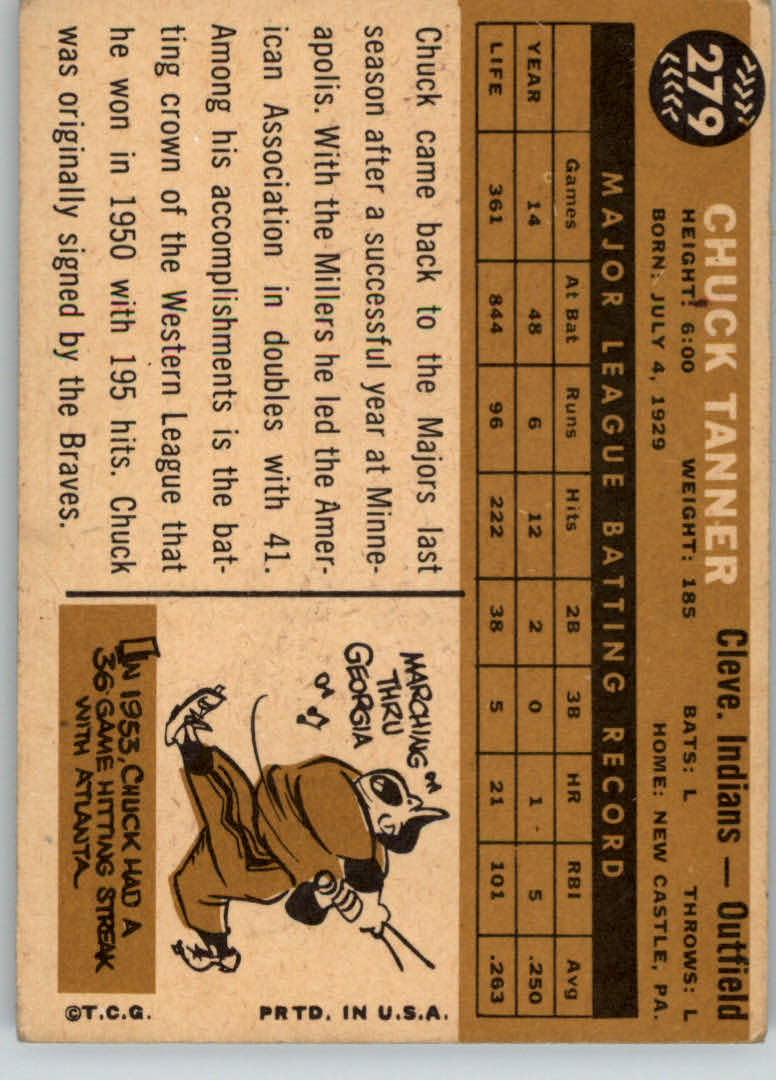 279
CHUCK TANNER
Cleve. Indians — Outfield
HEIGHT: 6:00 WEIGHT: 185 BATS: L THROWS: L
BORN: JULY 4, 1929 HOME: NEW CASTLE, PA.
MAJOR LEAGUE BATTING RECORD
Games At Bat Runs Hits 2B 3B HR RBI Avg
YEAR 14 48 6 12 2 0 1 5 .250
LIFE 361 844 96 222 38 5 21 101 .263
Chuck came back to the Majors last
season after a successful year at Minne-
apolis. With the Millers he led the Amer-
ican Association in doubles with 41.
Among his accomplishments is the bat-
ting crown of the Western League that
he won in 1950 with 195 hits. Chuck
was originally signed by the Braves.
MARCHING
THRU
GEORGIA
IN 1953, CHUCK HAD A
36 GAME HITTING STREAK
WITH ATLANTA
©T.C.G. PRTD. IN U.S.A.